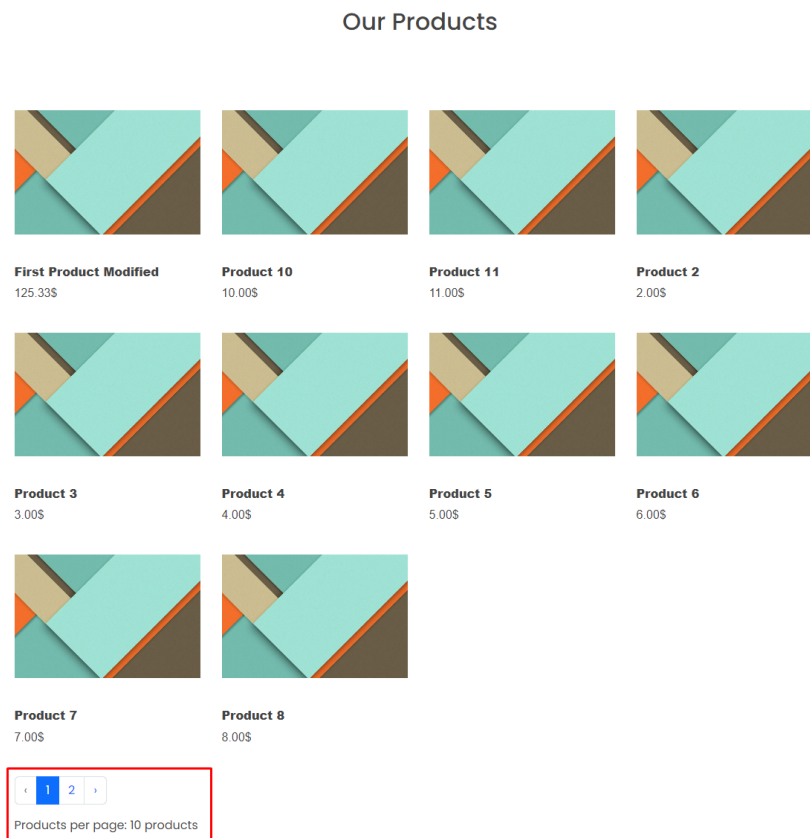 Our Products
First Product Modified
Product 10
Product 11
Product 2
125.33$
10.00$
11.00$
2.00$
Product 3
Product 4
Product 5
Product 6
3.00$
4.00$
5.00$
6.00$
Product 7
Product 8
7.00$
8.00$
‹ 1 2 ›
Products per page: 10 products